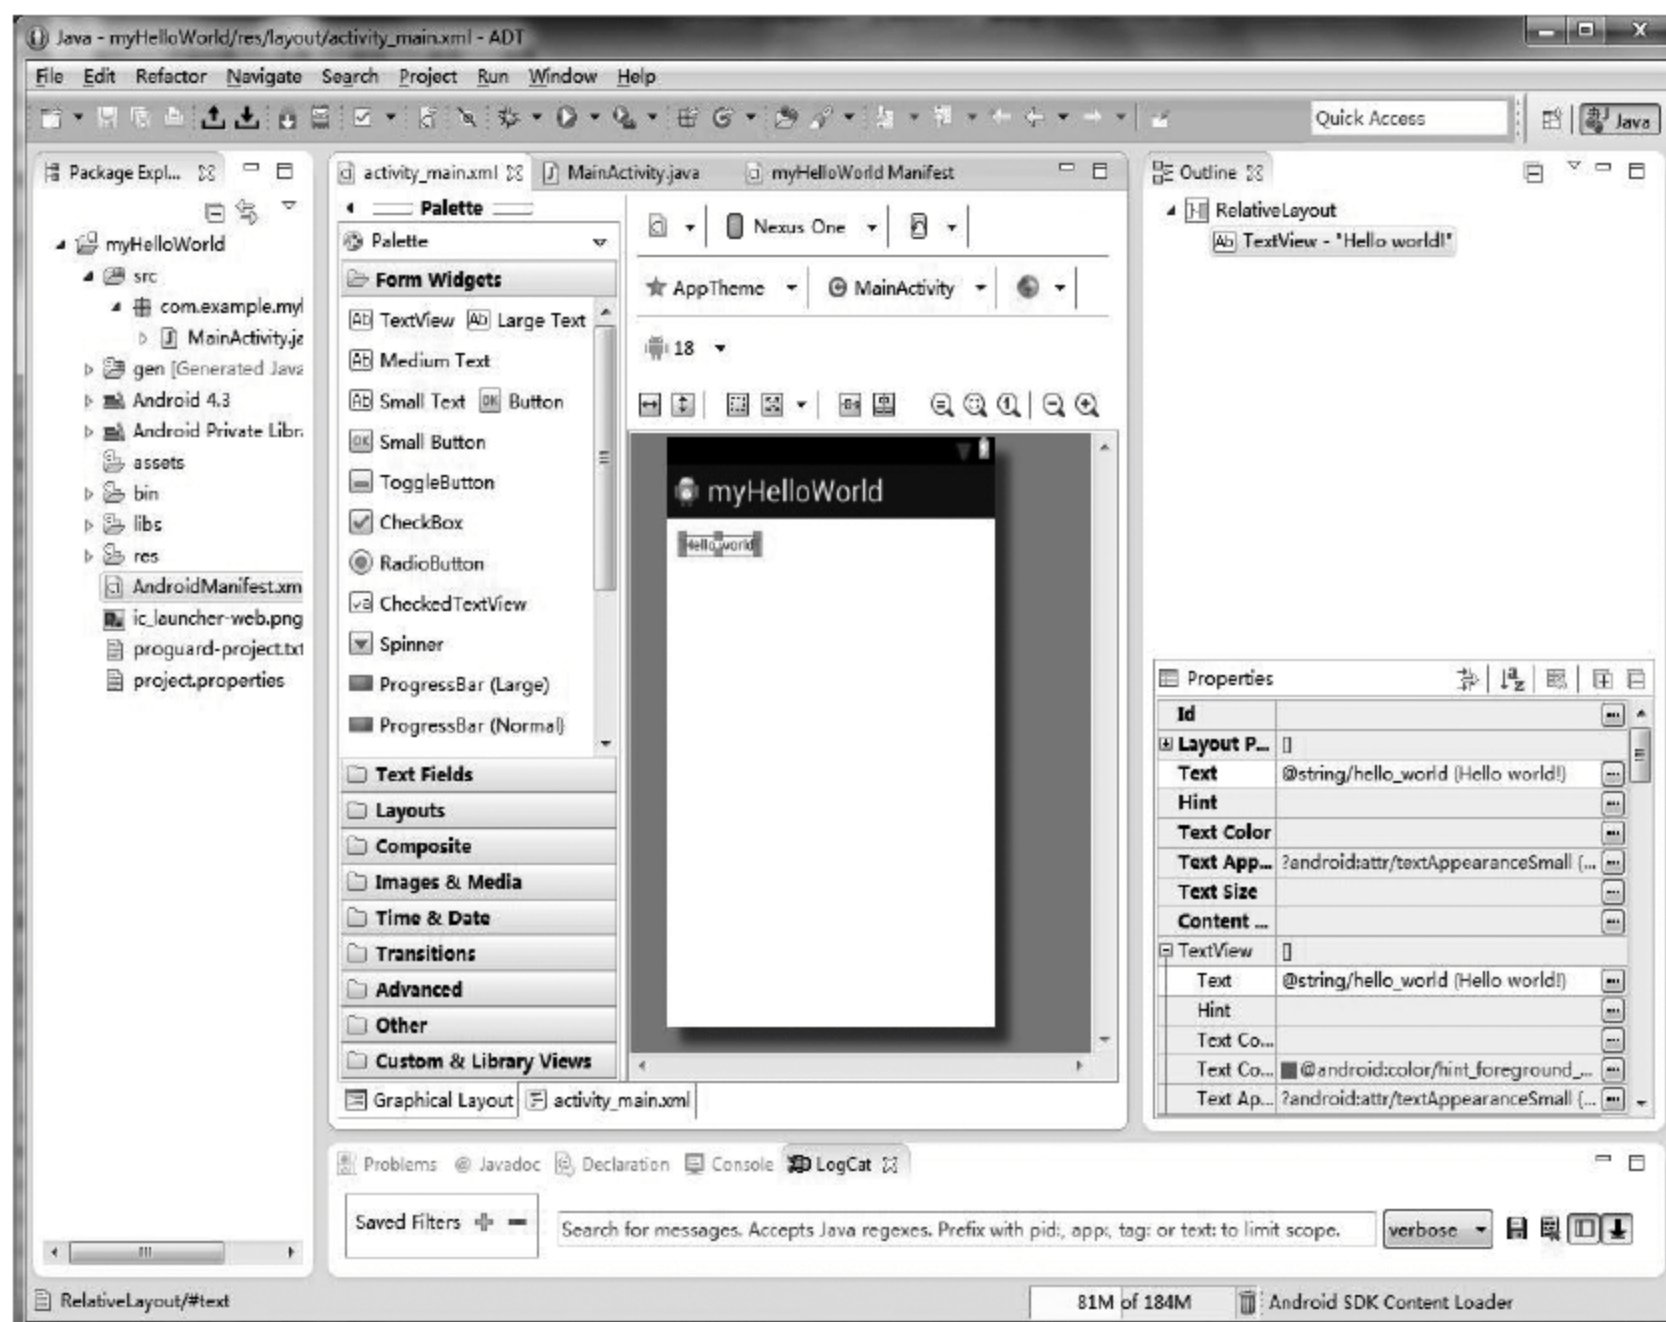 Java - myHelloWorld/res/layout/activity_main.xml - ADT
File Edit Refactor Navigate Search Project Run Window Help
Quick Access
Java
Package Expl...
myHelloWorld
src
com.example.myl
MainActivity.ja
gen [Generated Java
Android 4.3
Android Private Libr
assets
bin
libs
res
AndroidManifest.xm
ic_launcher-web.png
proguard-project.txt
project.properties
activity_main.xml MainActivity.java myHelloWorld Manifest
Palette
Palette
Form Widgets
TextView Large Text
Medium Text
Small Text Button
Small Button
ToggleButton
CheckBox
RadioButton
CheckedTextView
Spinner
ProgressBar (Large)
ProgressBar (Normal)
Text Fields
Layouts
Composite
Images & Media
Time & Date
Transitions
Advanced
Other
Custom & Library Views
Graphical Layout activity_main.xml
Nexus One
AppTheme MainActivity
18
myHelloWorld
Hello world!
Outline
RelativeLayout
TextView - "Hello world!"
Properties
Id
Layout P... []
Text @string/hello_world (Hello world!)
Hint
Text Color
Text App... ?android:attr/textAppearanceSmall (...
Text Size
Content ...
TextView []
Text @string/hello_world (Hello world!)
Hint
Text Co...
Text Co... @android:color/hint_foreground_...
Text Ap... ?android:attr/textAppearanceSmall (...
Problems Javadoc Declaration Console LogCat
Saved Filters
Search for messages. Accepts Java regexes. Prefix with pid:, app:, tag: or text: to limit scope.
verbose
RelativeLayout/#text
81M of 184M
Android SDK Content Loader